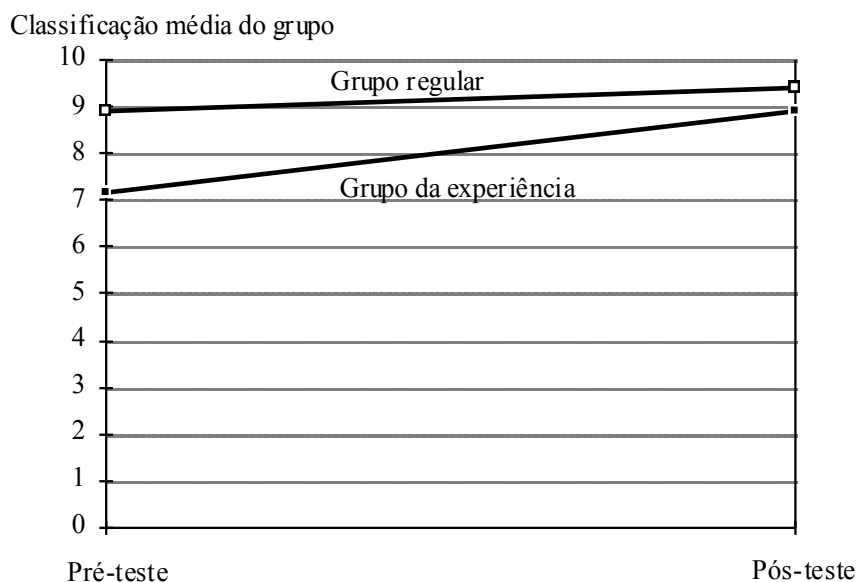 Classificação média do grupo
10
Grupo regular
9
8
Grupo da experiência
7
6
5
4
3
2
1
0
Pré-teste
Pós-teste